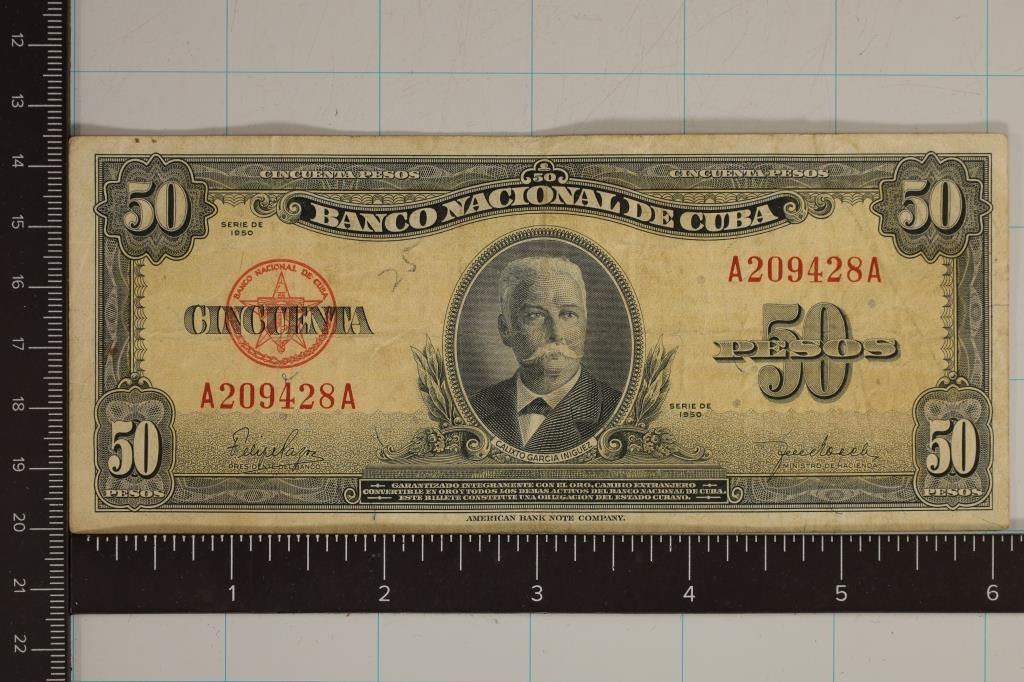 12
13
14
15
16
17
18
19
20
21
22
CINCUENTA PESOS
50
CINCUENTA PESOS
50
BANCO NACIONAL DE CUBA
50
SERIE DE
1950
BANCO NACIONAL DE CUBA
25
A209428A
CINCUENTA
50
PESOS
A209428A
SERIE DE
1950
CALIXTO GARCIA IÑIGUEZ
50
PESOS
PRESIDENTE DEL BANCO
MINISTRO DE HACIENDA
50
PESOS
GARANTIZADO INTEGRAMENTE CON EL ORO, CAMBIO EXTRANJERO
CONVERTIBLE EN ORO Y TODOS LOS DEMAS ACTIVOS DEL BANCO NACIONAL DE CUBA.
ESTE BILLETE CONSTITUYE UNA OBLIGACION DEL ESTADO CUBANO.
AMERICAN BANK NOTE COMPANY.
1 2 3 4 5 6